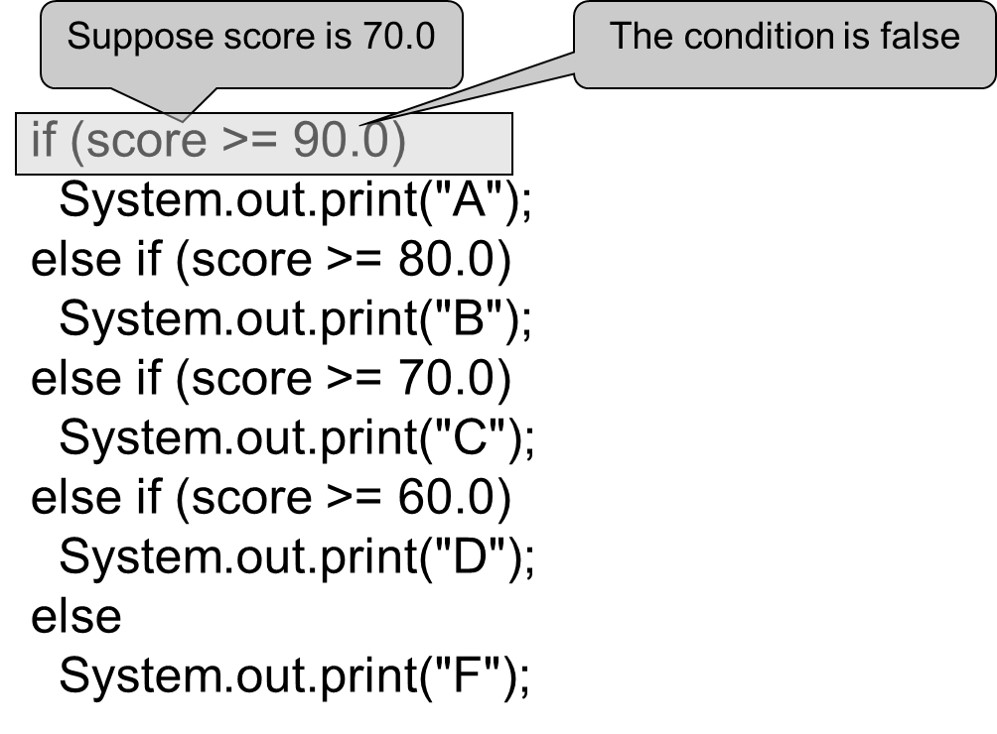 Suppose score is 70.0
The condition is false
if (score >= 90.0)
System.out.print("A");
else if (score >= 80.0)
System.out.print("B");
else if (score >= 70.0)
System.out.print("C");
else if (score >= 60.0)
System.out.print("D");
else
System.out.print("F");